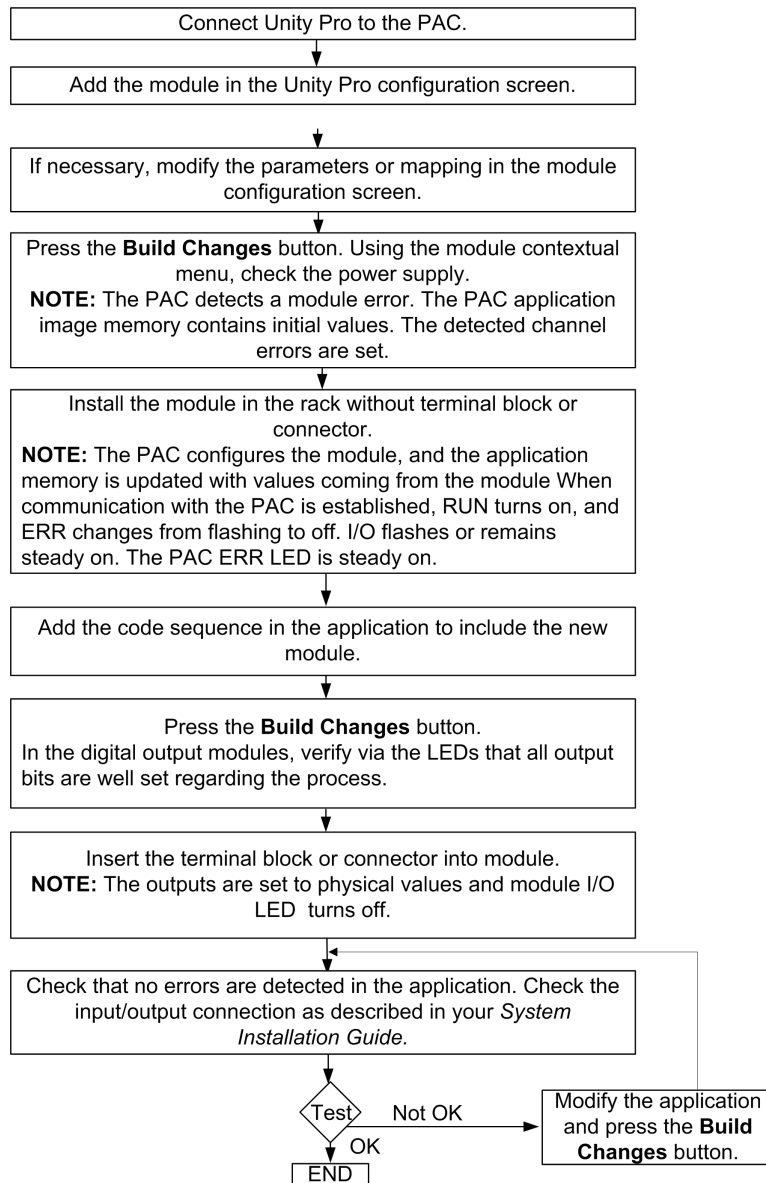 Connect Unity Pro to the PAC.
Add the module in the Unity Pro configuration screen.
If necessary, modify the parameters or mapping in the module
configuration screen.
Press the Build Changes button. Using the module contextual
menu, check the power supply.
NOTE: The PAC detects a module error. The PAC application
image memory contains initial values. The detected channel
errors are set.
Install the module in the rack without terminal block or
connector.
NOTE: The PAC configures the module, and the application
memory is updated with values coming from the module When
communication with the PAC is established, RUN turns on, and
ERR changes from flashing to off. I/O flashes or remains
steady on. The PAC ERR LED is steady on.
Add the code sequence in the application to include the new
module.
Press the Build Changes button.
In the digital output modules, verify via the LEDs that all output
bits are well set regarding the process.
Insert the terminal block or connector into module.
NOTE: The outputs are set to physical values and module I/O
LED turns off.
Check that no errors are detected in the application. Check the
input/output connection as described in your System
Installation Guide.
Test
Not OK
Modify the application
and press the Build
Changes button.
OK
END